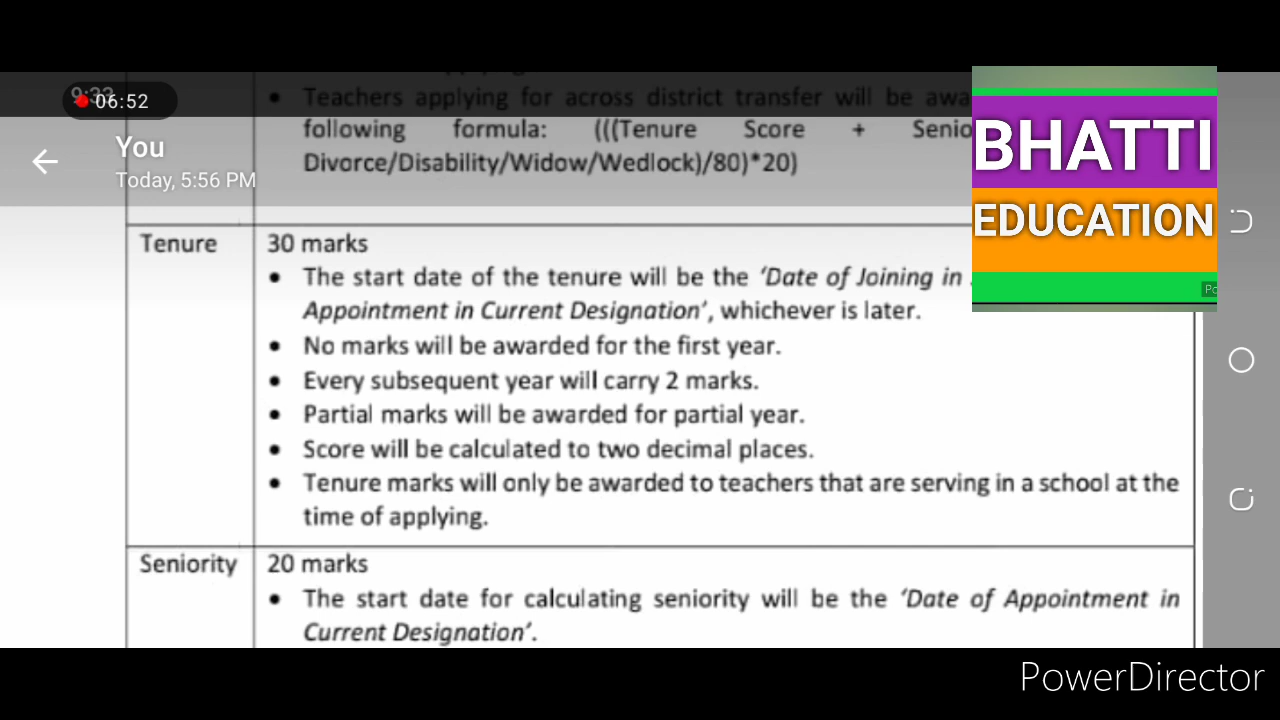 06:52
You
Today, 5:56 PM
• Teachers applying for across district transfer will be
following formula: (((Tenure Score +
Divorce/Disability/Widow/Wedlock)/80)*20)
BHATTI
EDUCATION
Tenure
30 marks
• The start date of the tenure will be the ‘Date of Joining in
Appointment in Current Designation’, whichever is later.
• No marks will be awarded for the first year.
• Every subsequent year will carry 2 marks.
• Partial marks will be awarded for partial year.
• Score will be calculated to two decimal places.
• Tenure marks will only be awarded to teachers that are serving in a school at the
time of applying.
Seniority
20 marks
• The start date for calculating seniority will be the ‘Date of Appointment in
Current Designation’.
PowerDirector